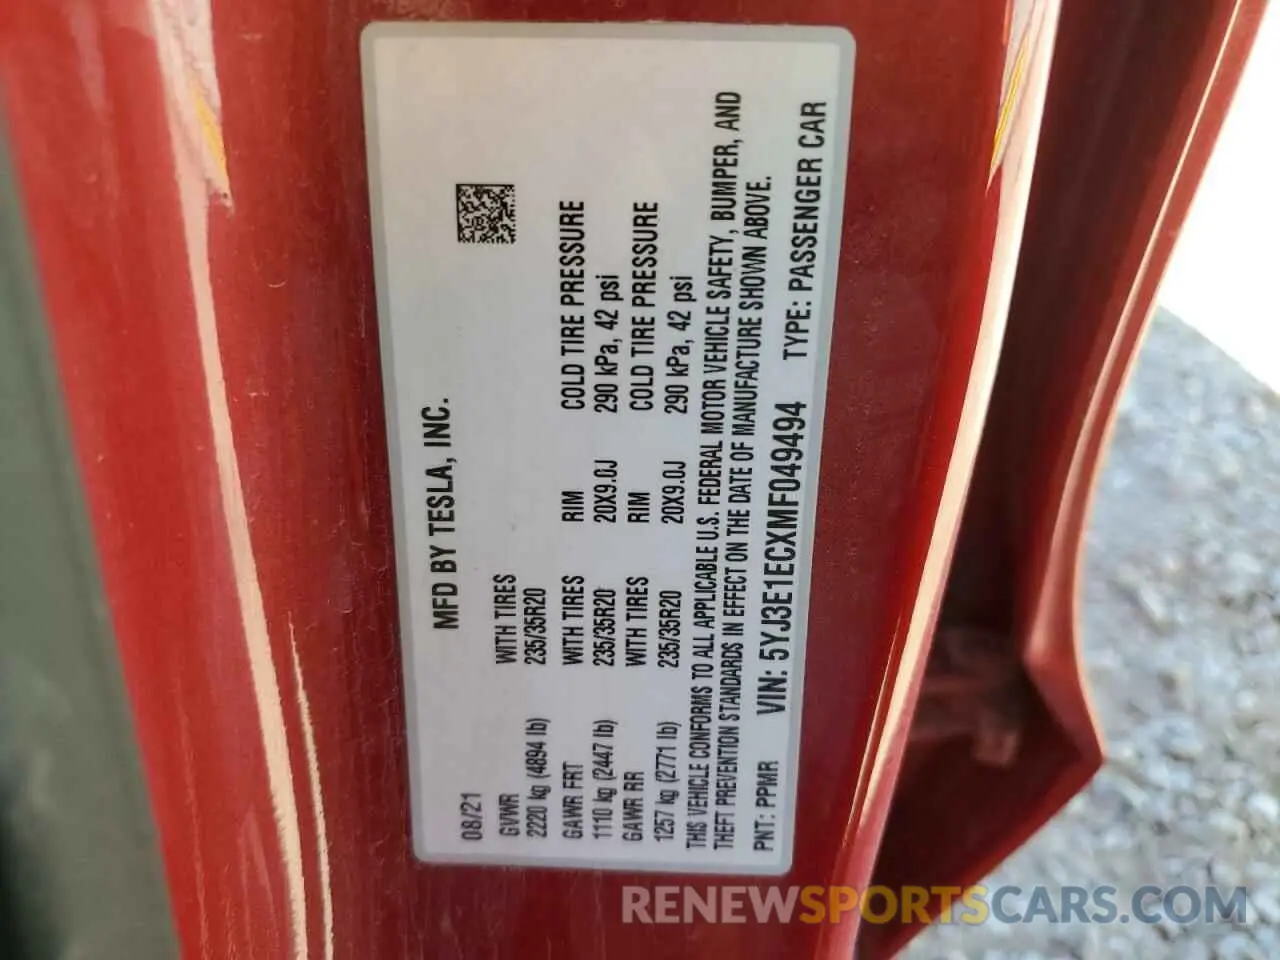 MFD BY TESLA, INC.
08/21
GVWR WITH TIRES
2220 kg (4894 lb) 235/35R20
GAWR FRT WITH TIRES RIM COLD TIRE PRESSURE
1110 kg (2447 lb) 235/35R20 20X9.0J 290 kPa, 42 psi
GAWR RR WITH TIRES RIM COLD TIRE PRESSURE
1257 kg (2771 lb) 235/35R20 20X9.0J 290 kPa, 42 psi
THIS VEHICLE CONFORMS TO ALL APPLICABLE U.S. FEDERAL MOTOR VEHICLE SAFETY, BUMPER, AND
THEFT PREVENTION STANDARDS IN EFFECT ON THE DATE OF MANUFACTURE SHOWN ABOVE.
PNT: PPMR VIN: 5YJ3E1ECXMF049494 TYPE: PASSENGER CAR
RENEWSPORTSCARS.COM